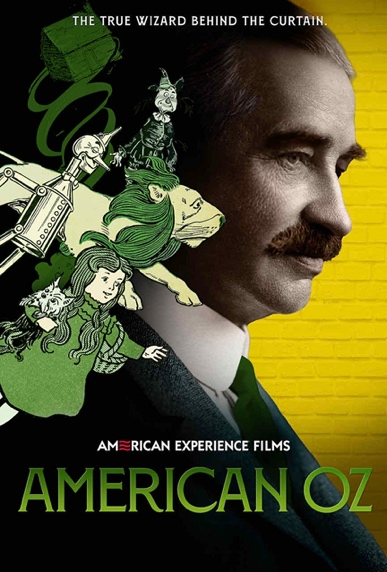 THE TRUE WIZARD BEHIND THE CURTAIN.
AMERICAN EXPERIENCE FILMS
AMERICAN OZ